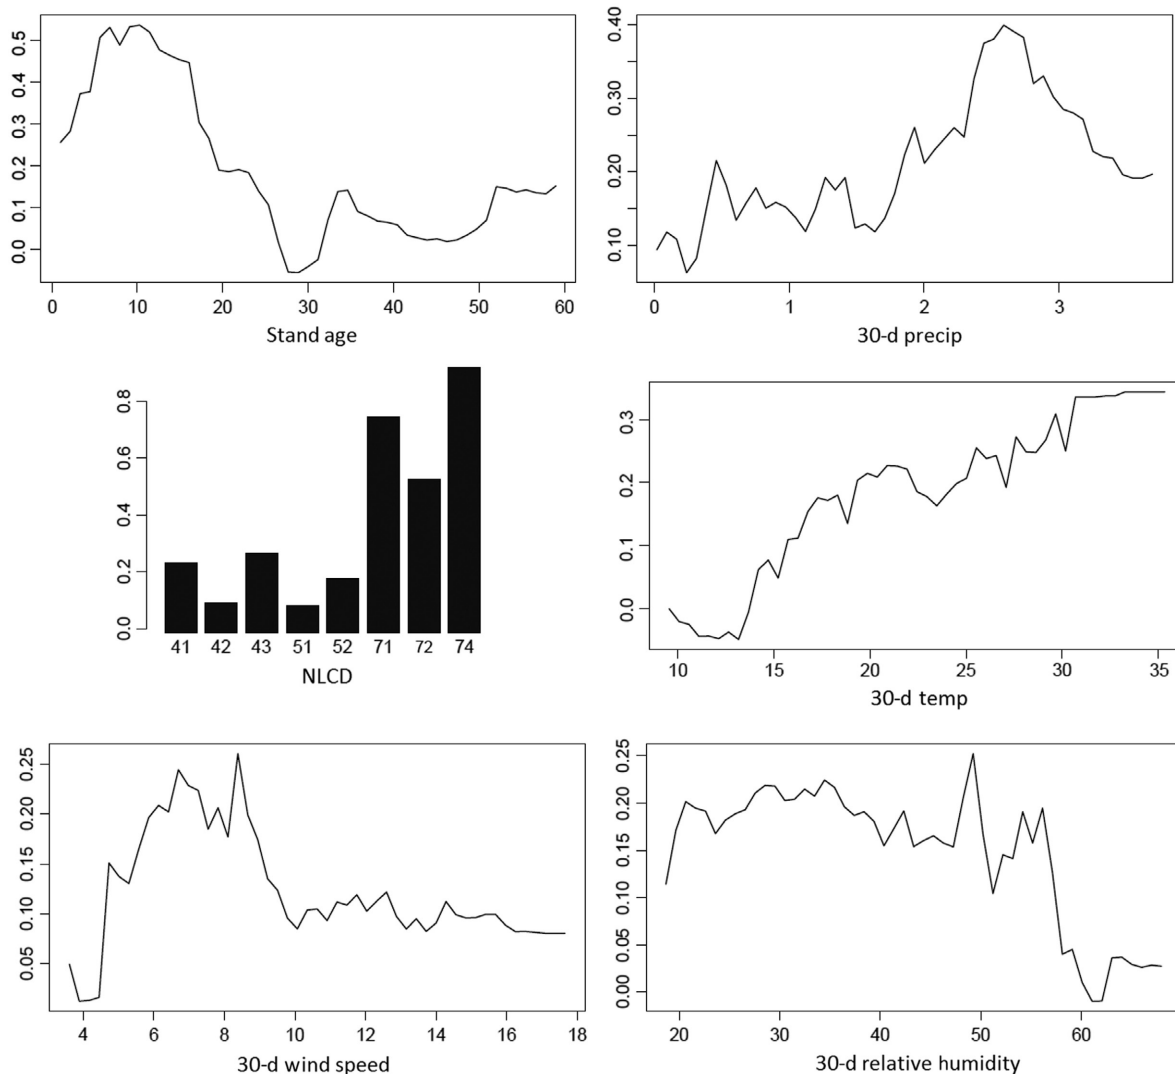 0.0 0.1 0.2 0.3 0.4 0.5
0 10 20 30 40 50 60
Stand age
0.10 0.20 0.30 0.40
0 1 2 3
30-d precip
0.0 0.2 0.4 0.6 0.8
41 42 43 51 52 71 72 74
NLCD
0.0 0.1 0.2 0.3
10 15 20 25 30 35
30-d temp
0.05 0.10 0.15 0.20 0.25
4 6 8 10 12 14 16 18
30-d wind speed
0.00 0.05 0.10 0.15 0.20 0.25
20 30 40 50 60
30-d relative humidity